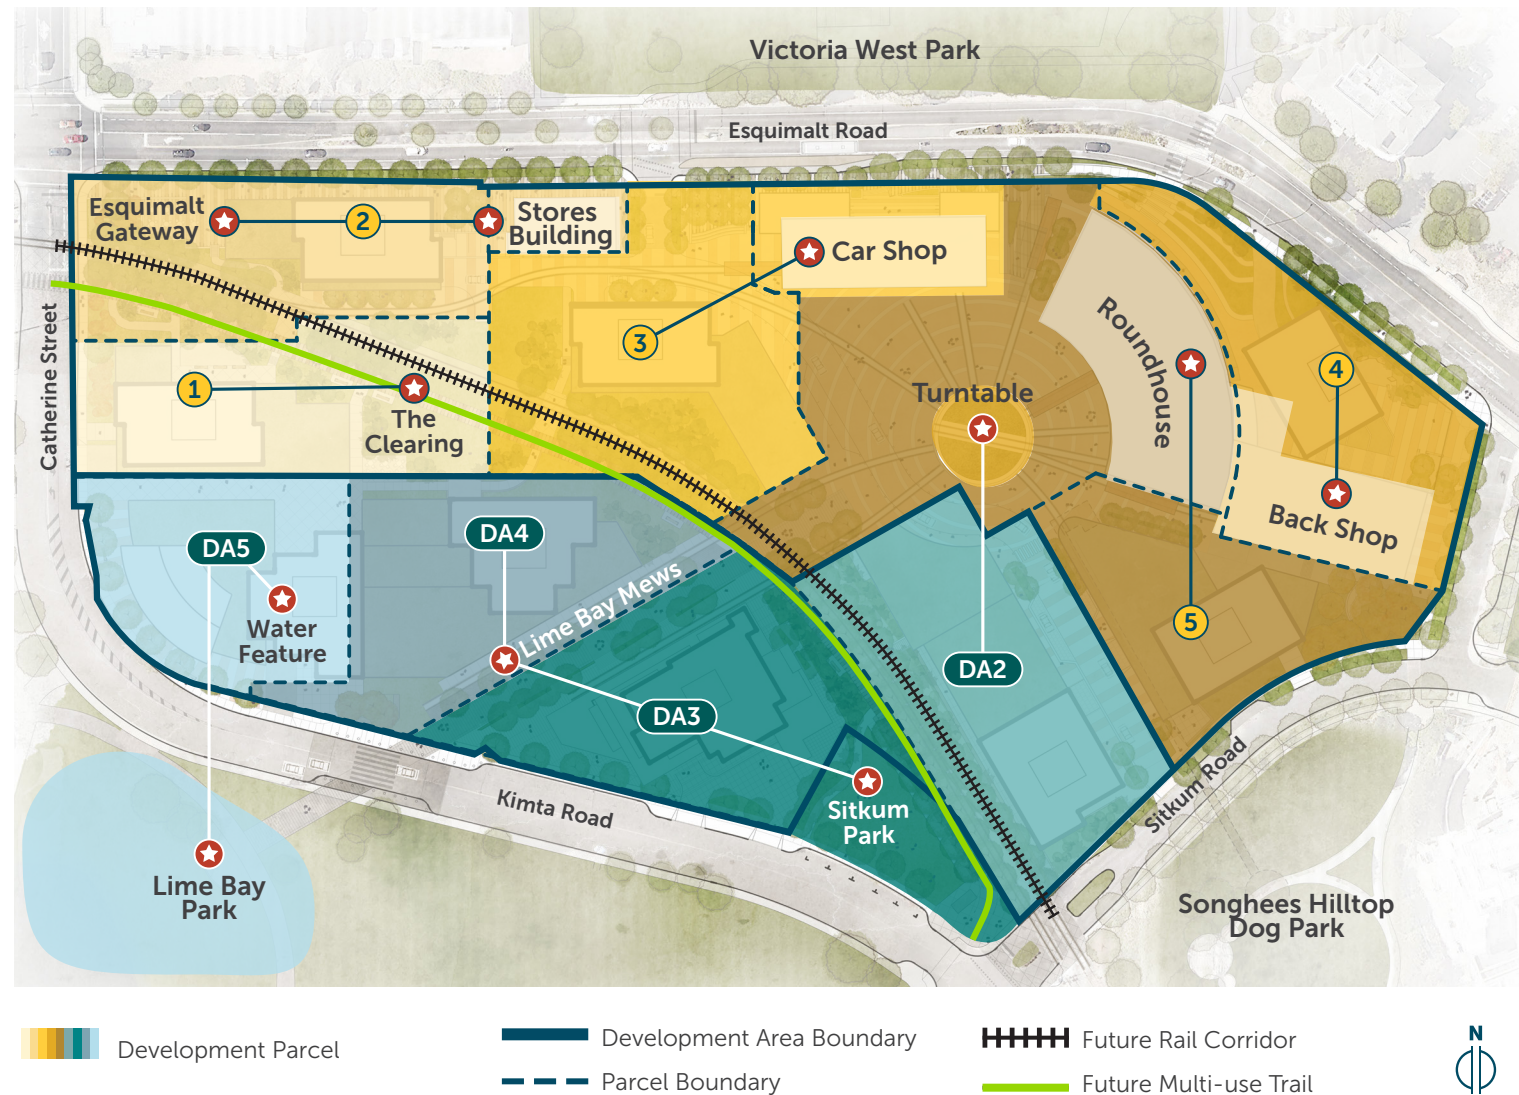 Victoria West Park
Esquimalt Road
Esquimalt
Gateway
2
Stores
Building
Car Shop
3
Roundhouse
4
Turntable
1
The
Clearing
Catherine Street
Back Shop
DA5
DA4
Lime Bay Mews
Water
Feature
5
DA2
DA3
Sitkum
Park
Kimta Road
Sitkum Road
Lime Bay
Park
Songhees Hilltop
Dog Park
Development Parcel
Development Area Boundary
Parcel Boundary
Future Rail Corridor
Future Multi-use Trail
N